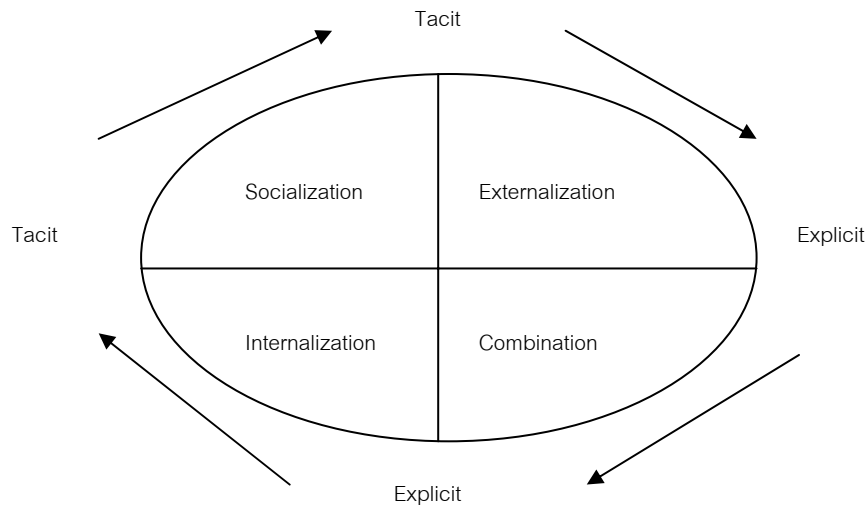 Tacit
Socialization
Externalization
Tacit
Explicit
Internalization
Combination
Explicit